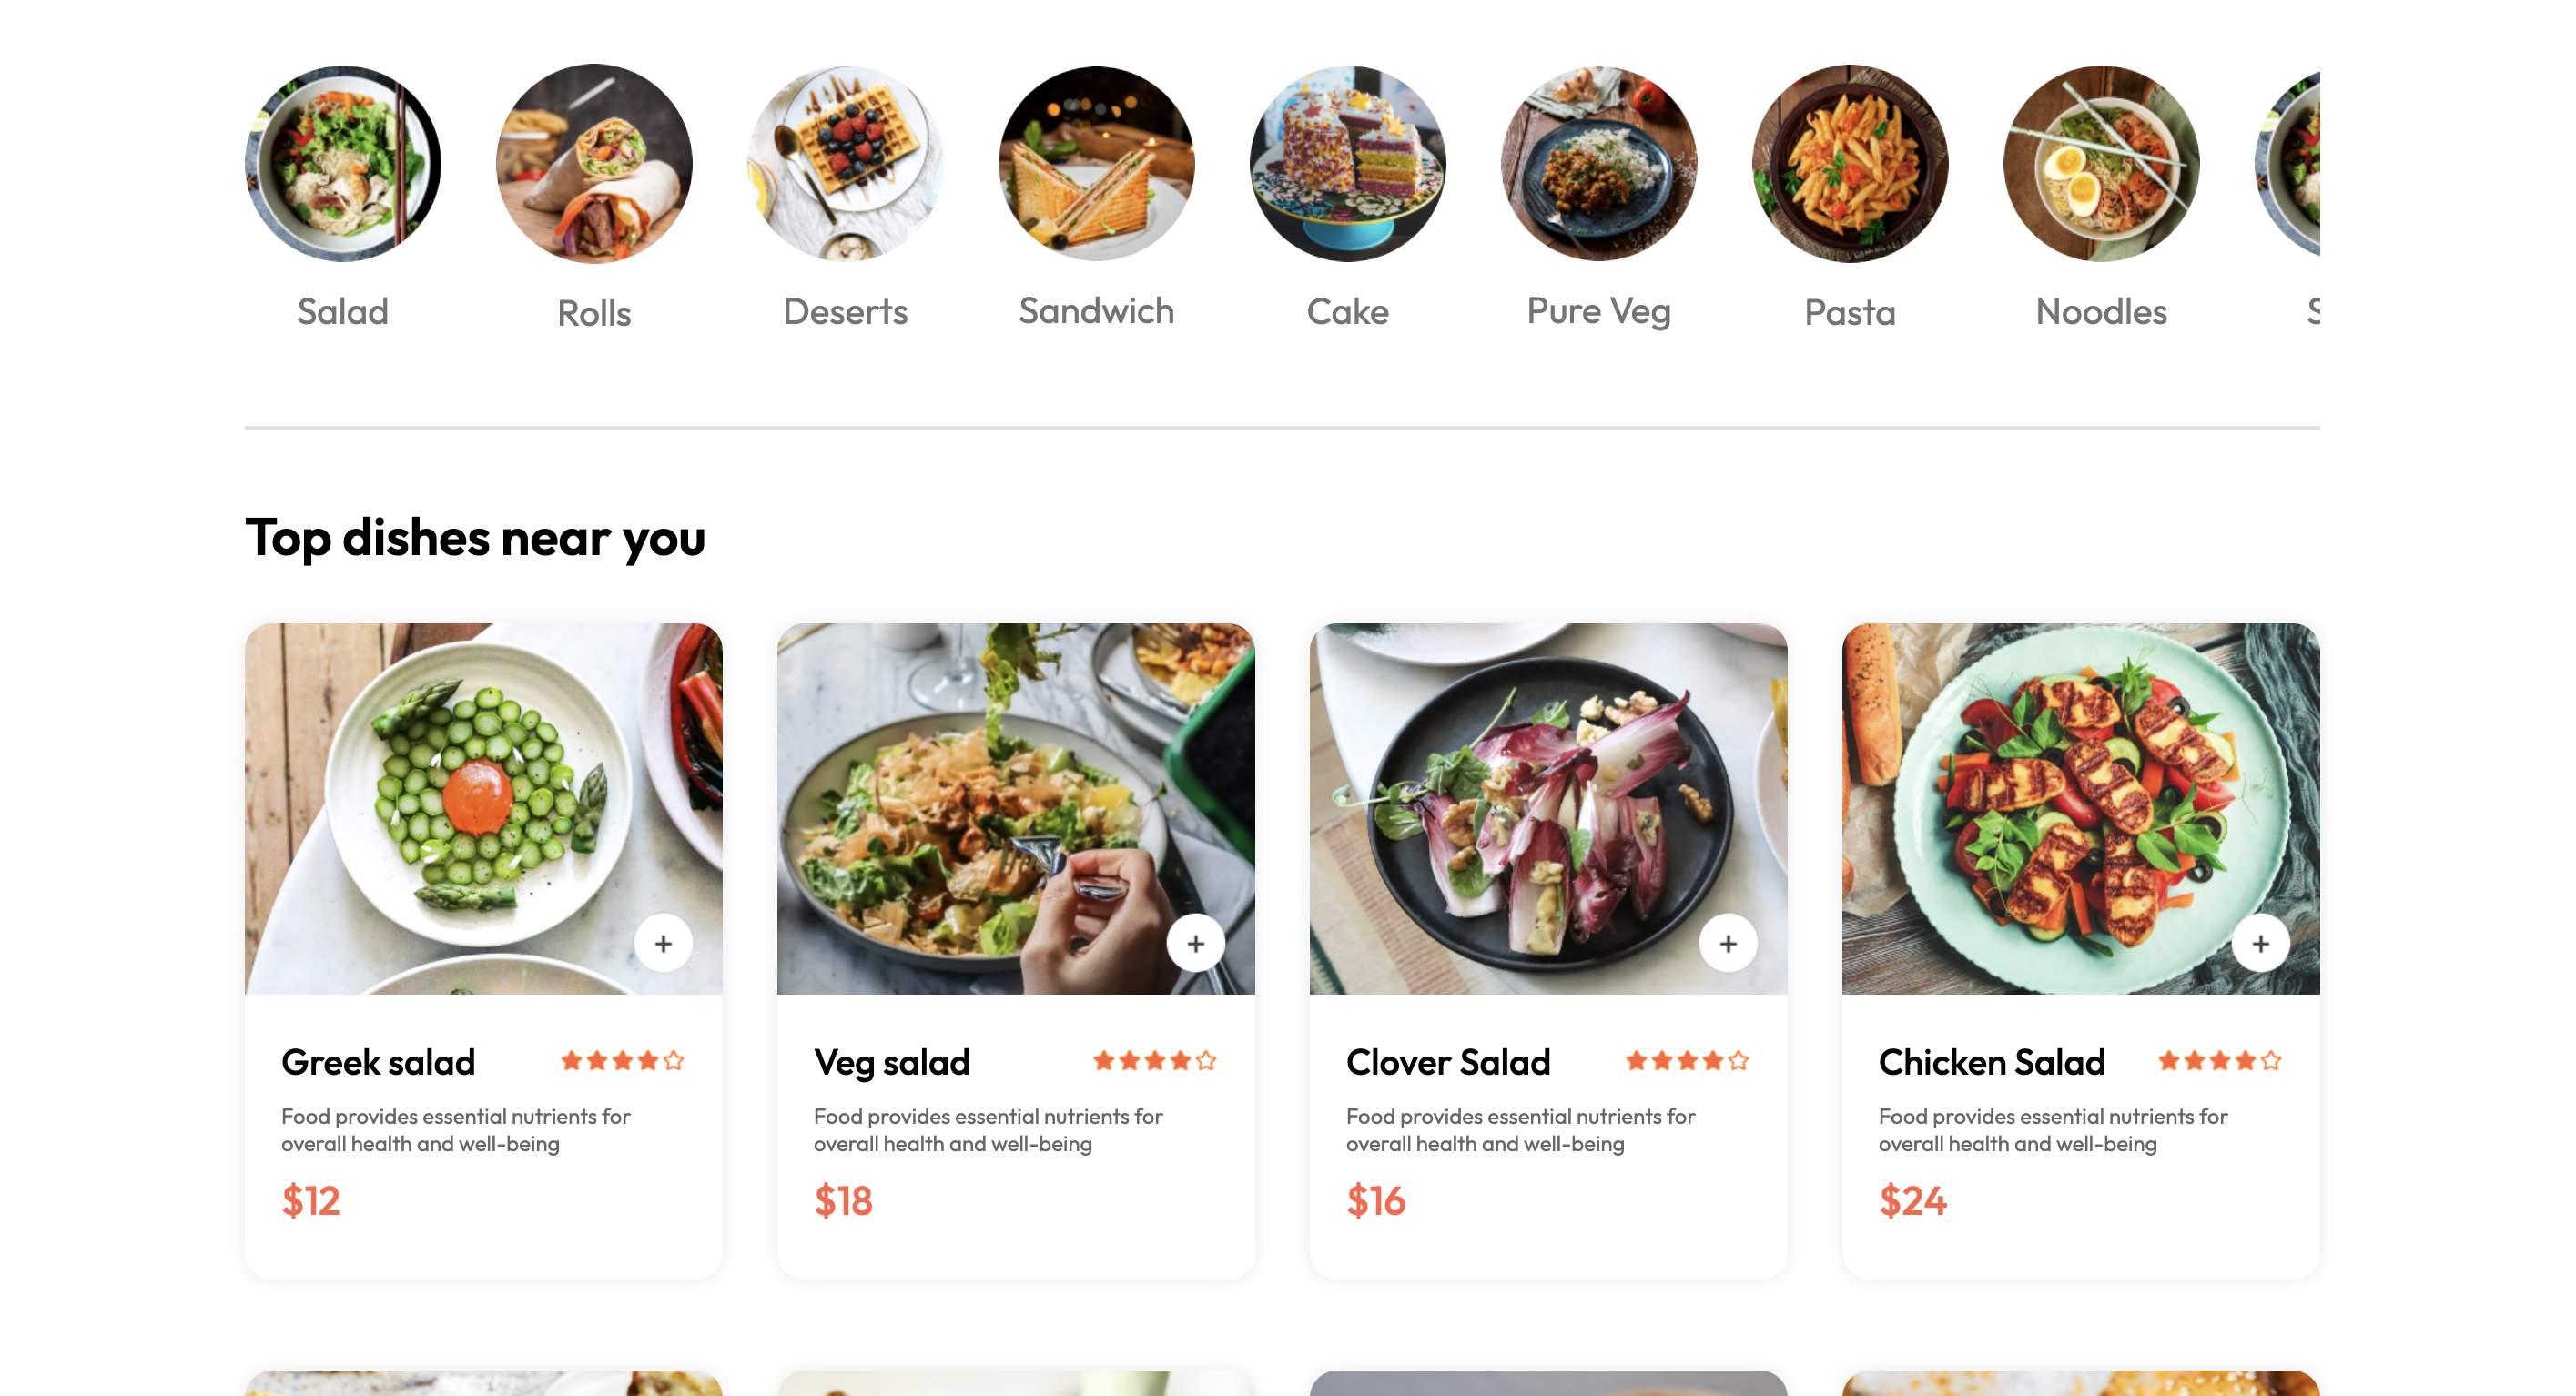 Salad
Rolls
Deserts
Sandwich
Cake
Pure Veg
Pasta
Noodles
S
Top dishes near you
Greek salad
Food provides essential nutrients for
overall health and well-being
$12
Veg salad
Food provides essential nutrients for
overall health and well-being
$18
Clover Salad
Food provides essential nutrients for
overall health and well-being
$16
Chicken Salad
Food provides essential nutrients for
overall health and well-being
$24